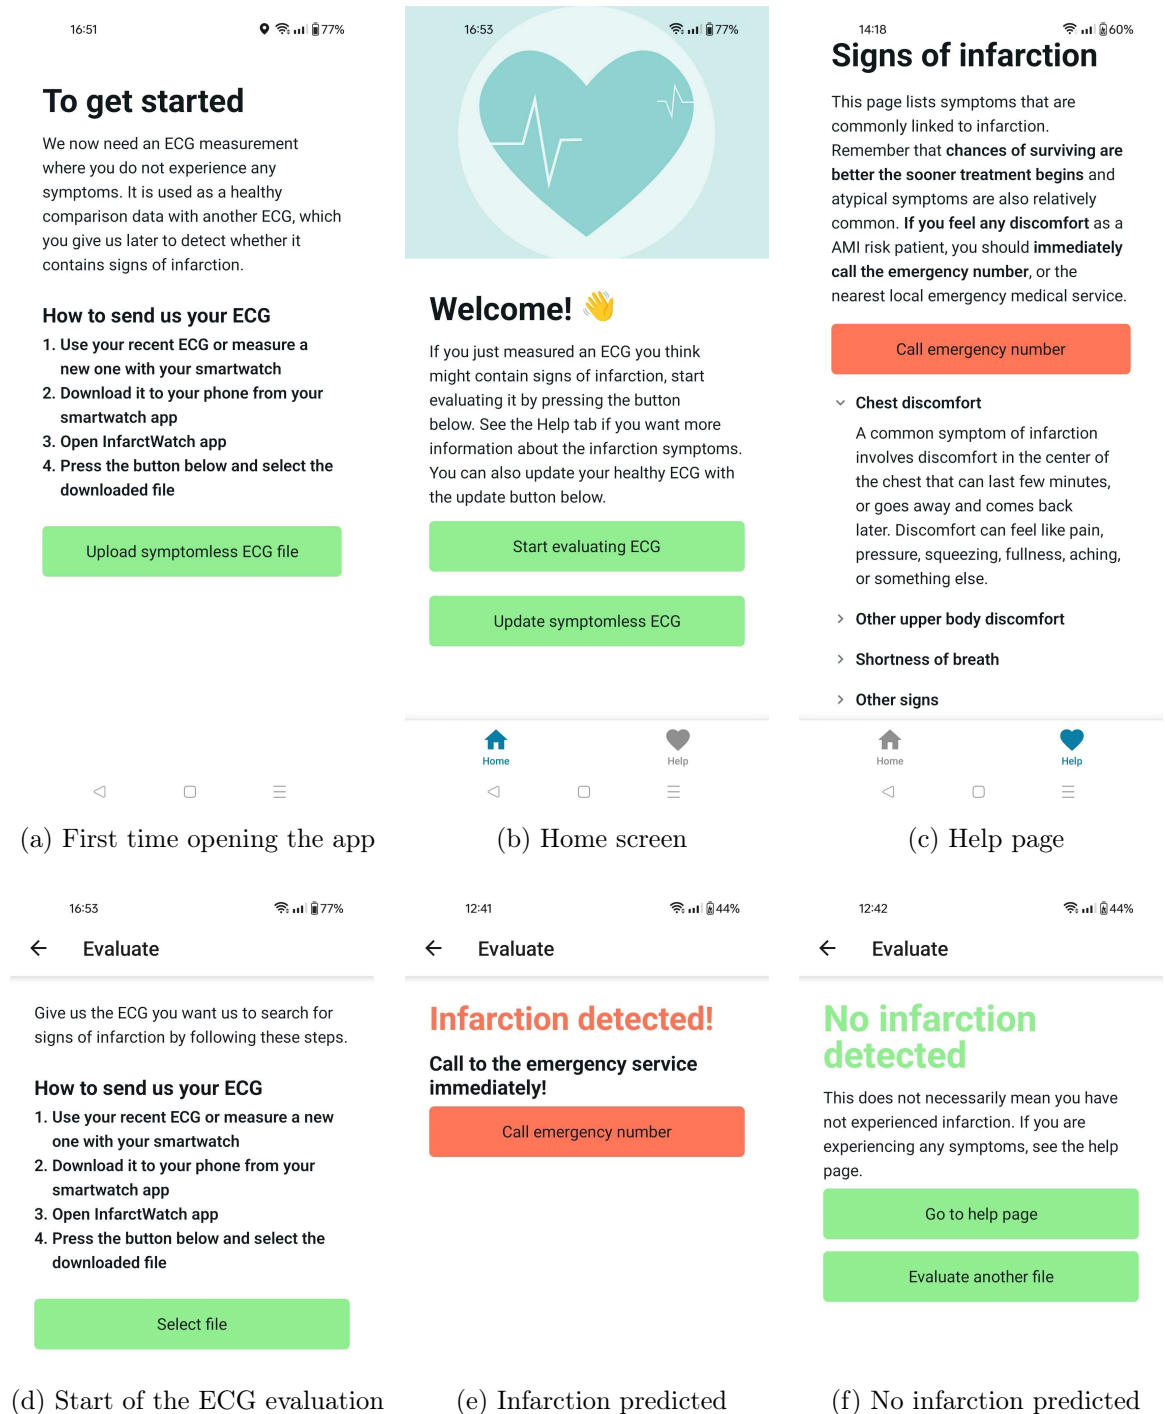 16:51
77%
To get started
We now need an ECG measurement
where you do not experience any
symptoms. It is used as a healthy
comparison data with another ECG, which
you give us later to detect whether it
contains signs of infarction.
How to send us your ECG
1. Use your recent ECG or measure a
new one with your smartwatch
2. Download it to your phone from your
smartwatch app
3. Open InfarctWatch app
4. Press the button below and select the
downloaded file
Upload symptomless ECG file
(a) First time opening the app
16:53
77%
Welcome! 👋
If you just measured an ECG you think
might contain signs of infarction, start
evaluating it by pressing the button
below. See the Help tab if you want more
information about the infarction symptoms.
You can also update your healthy ECG with
the update button below.
Start evaluating ECG
Update symptomless ECG
Home
Help
(b) Home screen
14:18
60%
Signs of infarction
This page lists symptoms that are
commonly linked to infarction.
Remember that chances of surviving are
better the sooner treatment begins and
atypical symptoms are also relatively
common. If you feel any discomfort as a
AMI risk patient, you should immediately
call the emergency number, or the
nearest local emergency medical service.
Call emergency number
Chest discomfort
A common symptom of infarction
involves discomfort in the center of
the chest that can last few minutes,
or goes away and comes back
later. Discomfort can feel like pain,
pressure, squeezing, fullness, aching,
or something else.
Other upper body discomfort
Shortness of breath
Other signs
Home
Help
(c) Help page
16:53
77%
Evaluate
Give us the ECG you want us to search for
signs of infarction by following these steps.
How to send us your ECG
1. Use your recent ECG or measure a new
one with your smartwatch
2. Download it to your phone from your
smartwatch app
3. Open InfarctWatch app
4. Press the button below and select the
downloaded file
Select file
(d) Start of the ECG evaluation
12:41
44%
Evaluate
Infarction detected!
Call to the emergency service
immediately!
Call emergency number
(e) Infarction predicted
12:42
44%
Evaluate
No infarction
detected
This does not necessarily mean you have
not experienced infarction. If you are
experiencing any symptoms, see the help
page.
Go to help page
Evaluate another file
(f) No infarction predicted